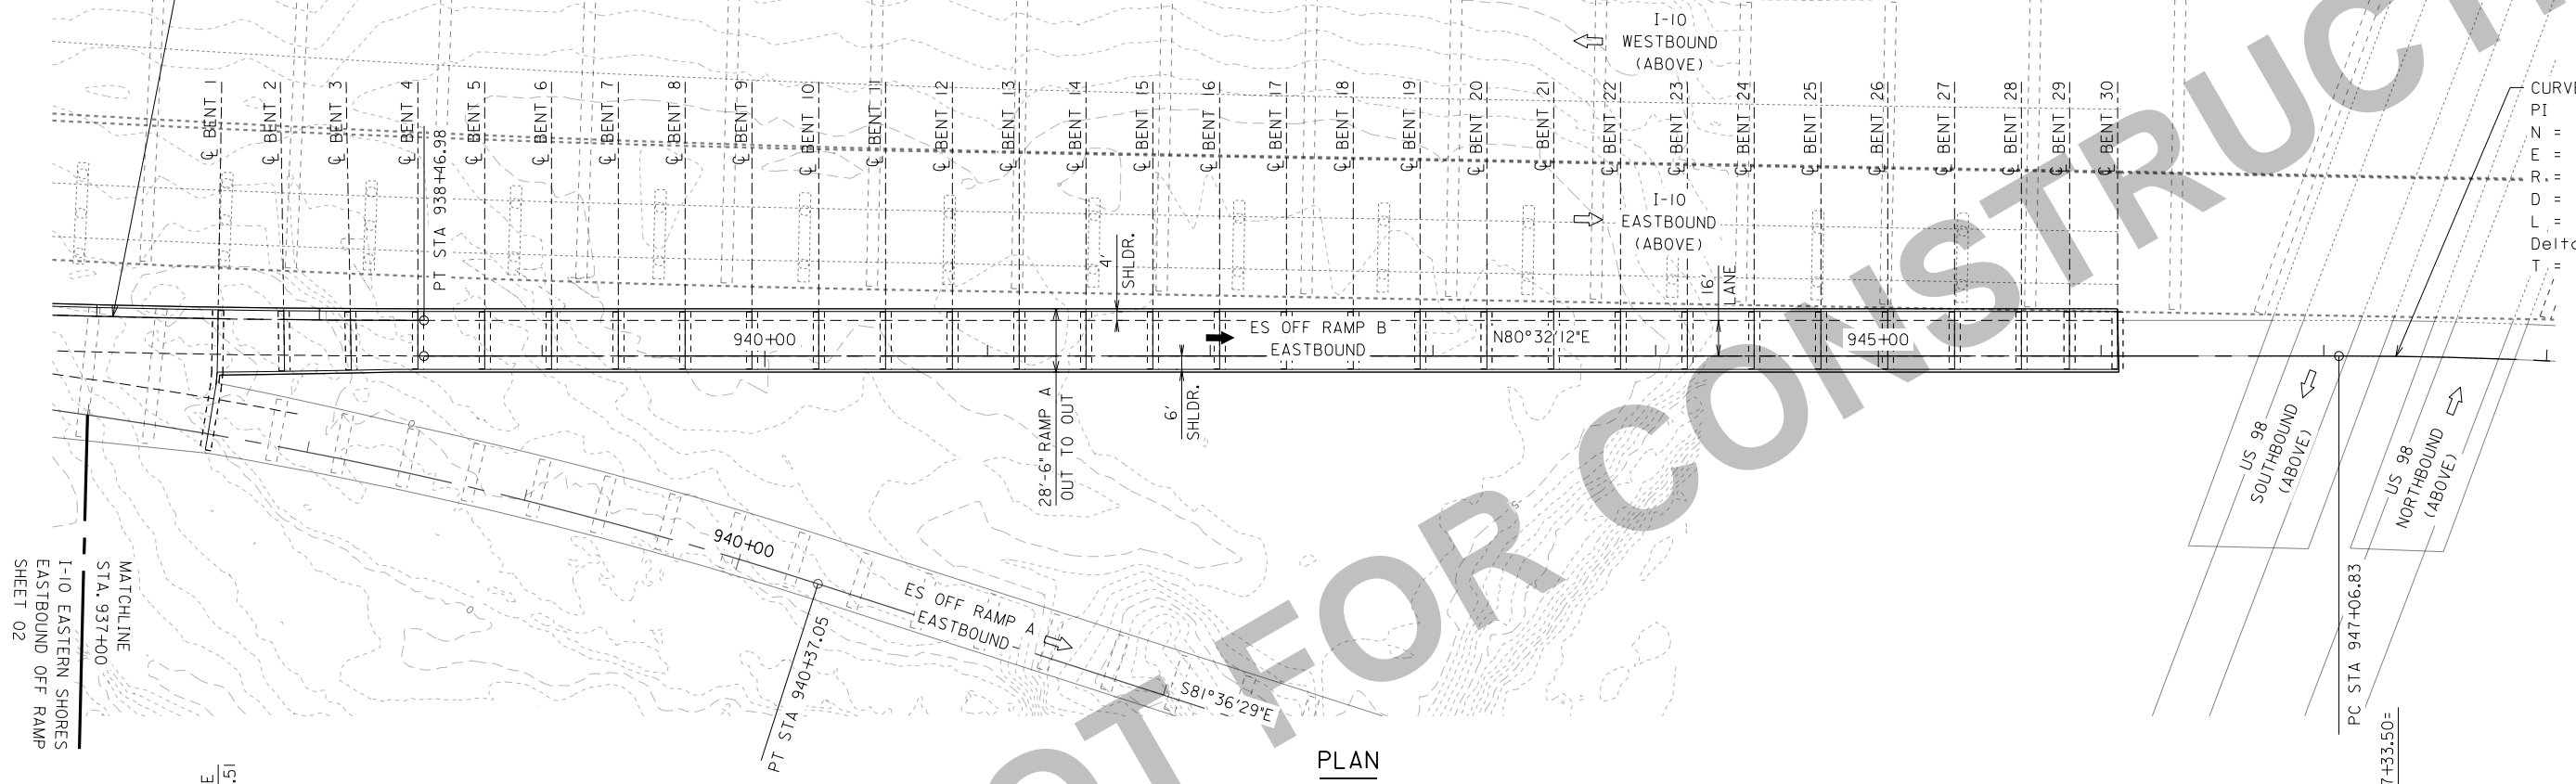 I-10
WESTBOUND
(ABOVE)
℄ BENT 1
℄ BENT 2
℄ BENT 3
℄ BENT 4
℄ BENT 5
℄ BENT 6
℄ BENT 7
℄ BENT 8
℄ BENT 9
℄ BENT 10
℄ BENT 11
℄ BENT 12
℄ BENT 13
℄ BENT 14
℄ BENT 15
℄ BENT 16
℄ BENT 17
℄ BENT 18
℄ BENT 19
℄ BENT 20
℄ BENT 21
℄ BENT 22
℄ BENT 23
℄ BENT 24
℄ BENT 25
℄ BENT 26
℄ BENT 27
℄ BENT 28
℄ BENT 29
℄ BENT 30
CURVE
PI
N =
E =
R =
D =
L =
Delta
T =
PT STA 938+46.98
I-10
EASTBOUND
(ABOVE)
4'
SHLDR.
16'
LANE
940+00
ES OFF RAMP B
EASTBOUND
N80°32'12"E
945+00
28'-6" RAMP A
OUT TO OUT
6'
SHLDR.
US 98
SOUTHBOUND
(ABOVE)
US 98
NORTHBOUND
(ABOVE)
MATCHLINE
STA. 937+00
I-10 EASTERN SHORES
EASTBOUND OFF RAMP
SHEET 02
940+00
ES OFF RAMP A
EASTBOUND
PT STA 940+37.05
S81°36'29"E
PC STA 947+06.83
7+33.50=
E
.51
PLAN
OT FOR CONSTRUCT